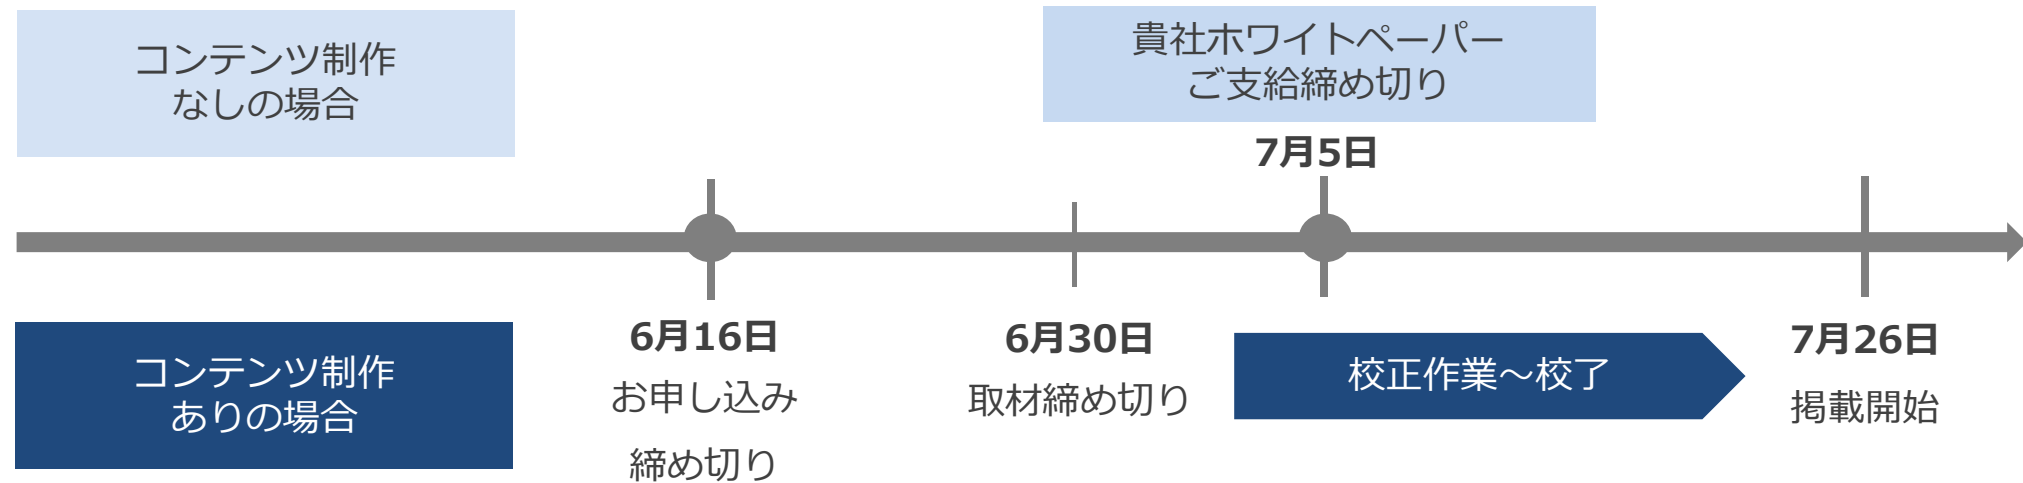 コンテンツ制作
なしの場合
貴社ホワイトペーパー
ご支給締め切り
7月5日
コンテンツ制作
ありの場合
6月16日
お申し込み
締め切り
6月30日
取材締め切り
校正作業～校了
7月26日
掲載開始